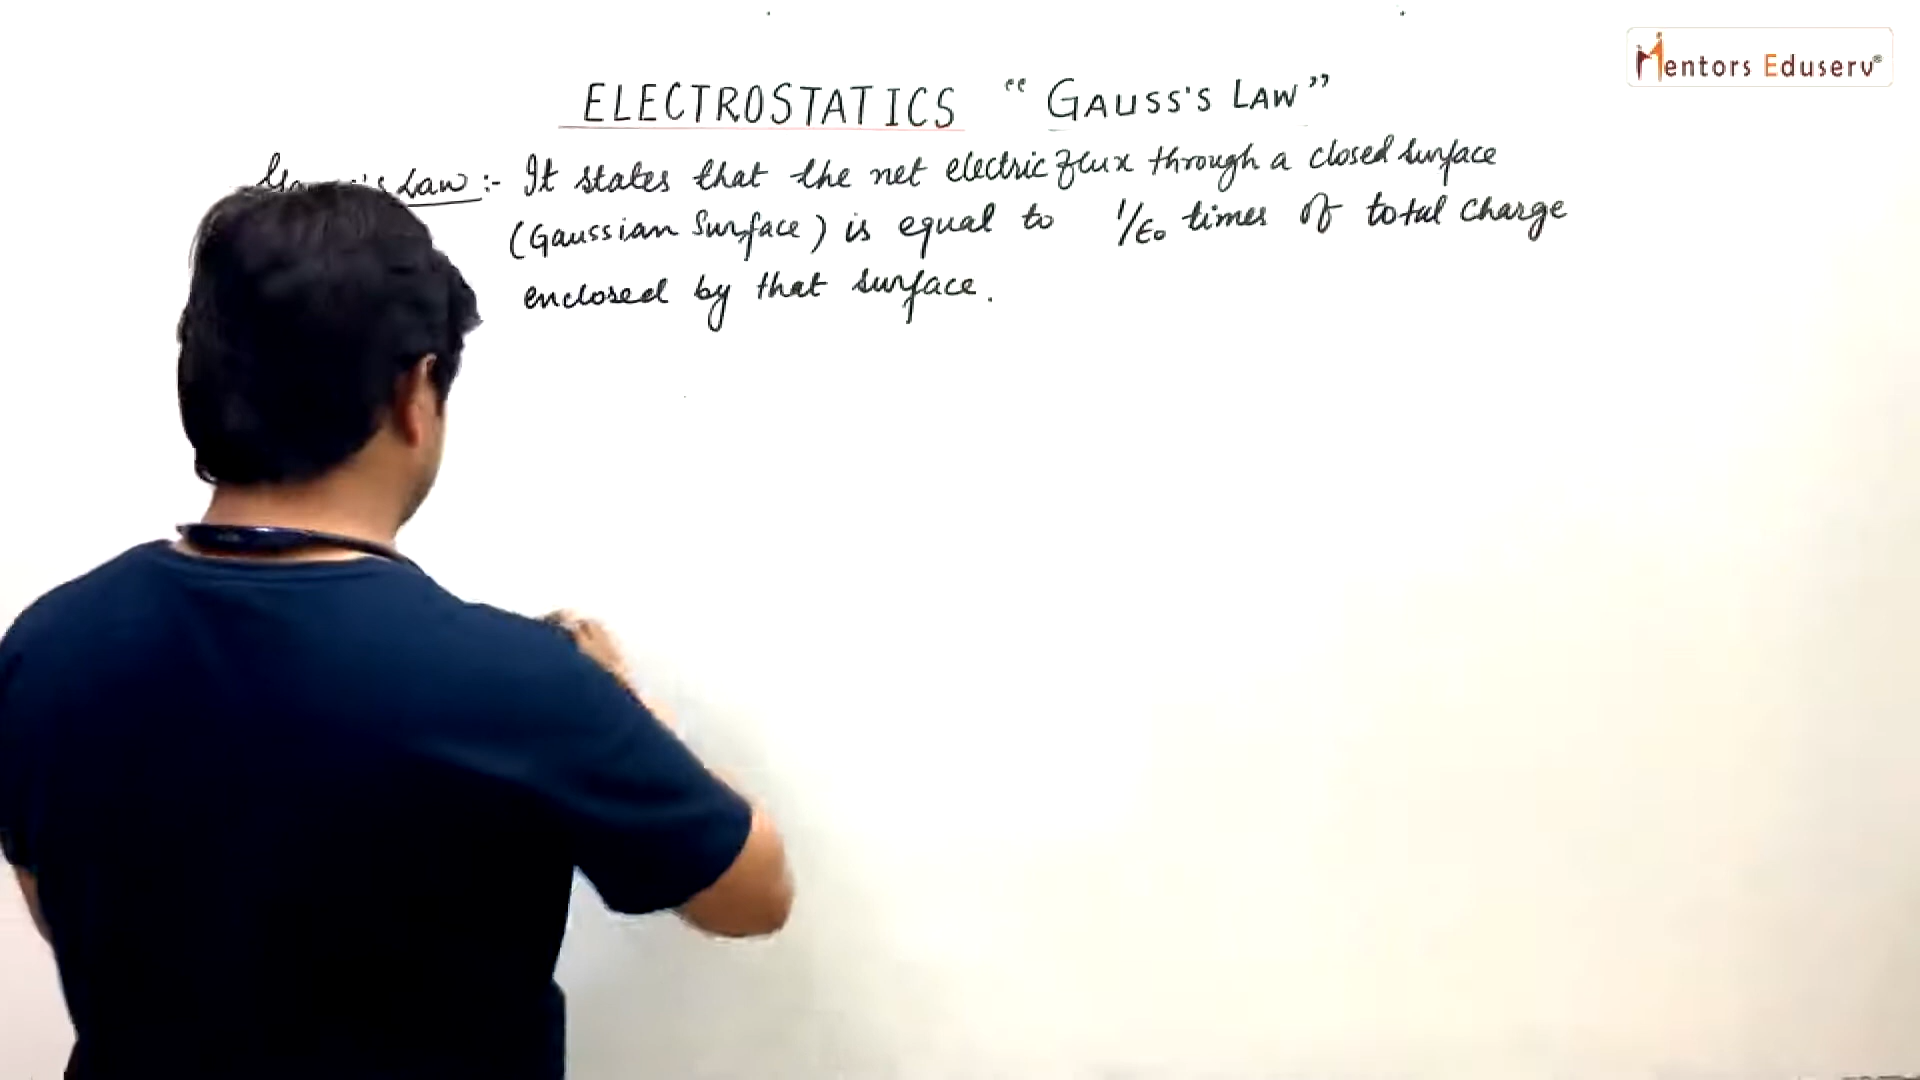 Mentors Eduserv®
ELECTROSTATICS “GAUSS'S LAW”
Law :- It states that the net electric flux through a closed surface
(Gaussian Surface) is equal to 1/ε₀ times of total charge
enclosed by that surface.